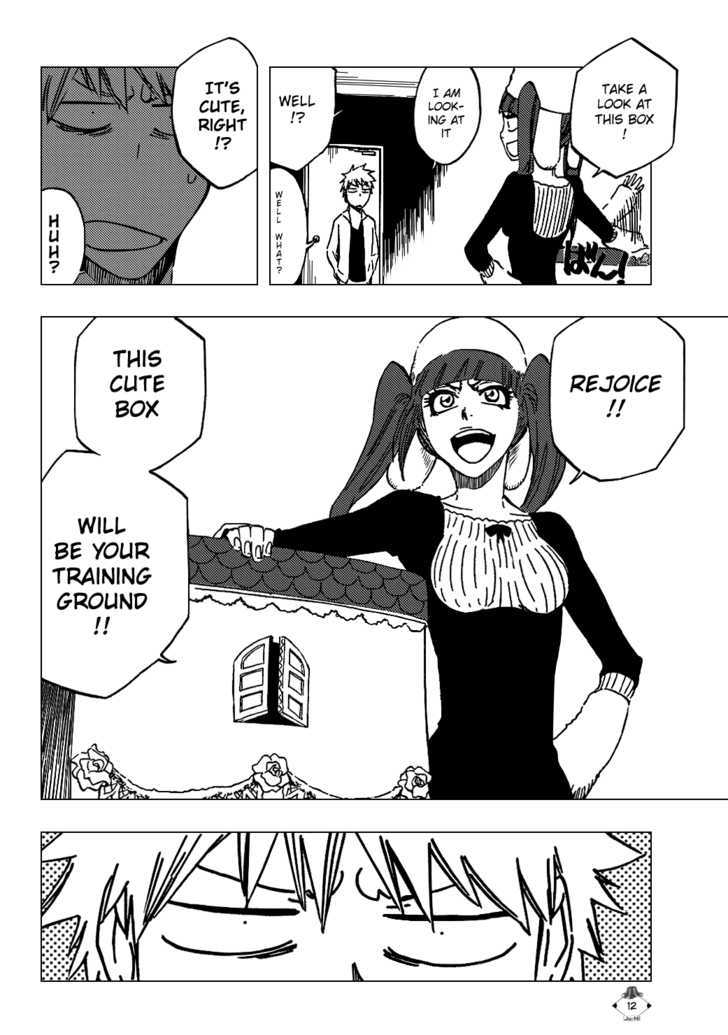 TAKE A
LOOK AT
THIS BOX
!
I AM
LOOK-
ING AT
IT
WELL
!?
WELL WHAT?
ばん!
IT'S
CUTE,
RIGHT
!?
HUH?
REJOICE
!!
THIS
CUTE
BOX
WILL
BE YOUR
TRAINING
GROUND
!!
12